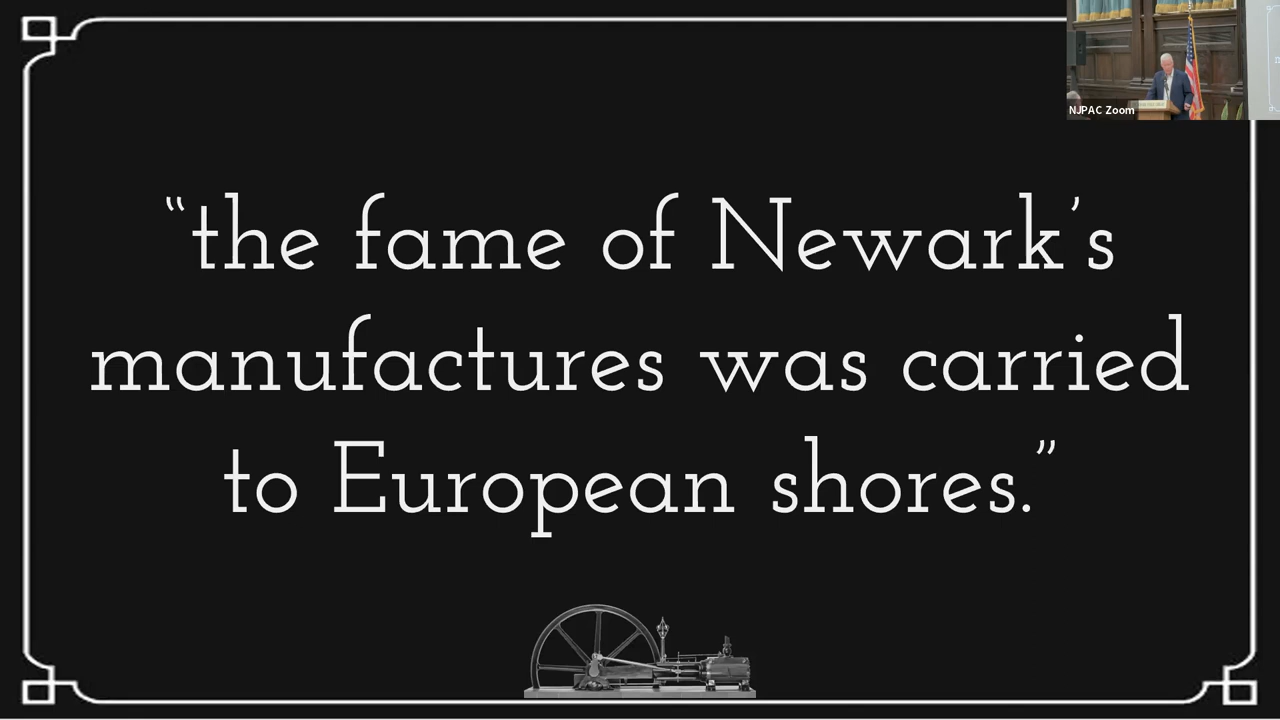 NJPAC Zoom
“the fame of Newark’s
manufactures was carried
to European shores.”